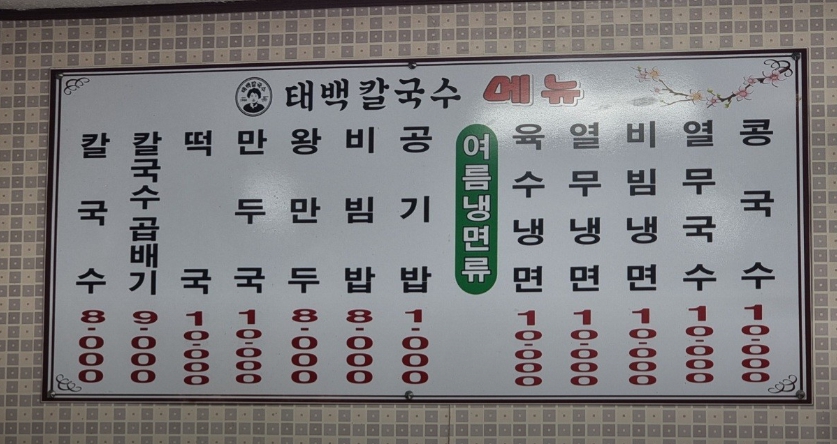 태백칼국수 메뉴
칼국수 8.000
칼국수곱배기 9.000
떡국 10.000
만두국 10.000
왕만두 8.000
비빔밥 8.000
공기밥 1.000
여름냉면류
육수냉면 10.000
열무냉면 10.000
비빔냉면 10.000
열무국수 10.000
콩국수 10.000